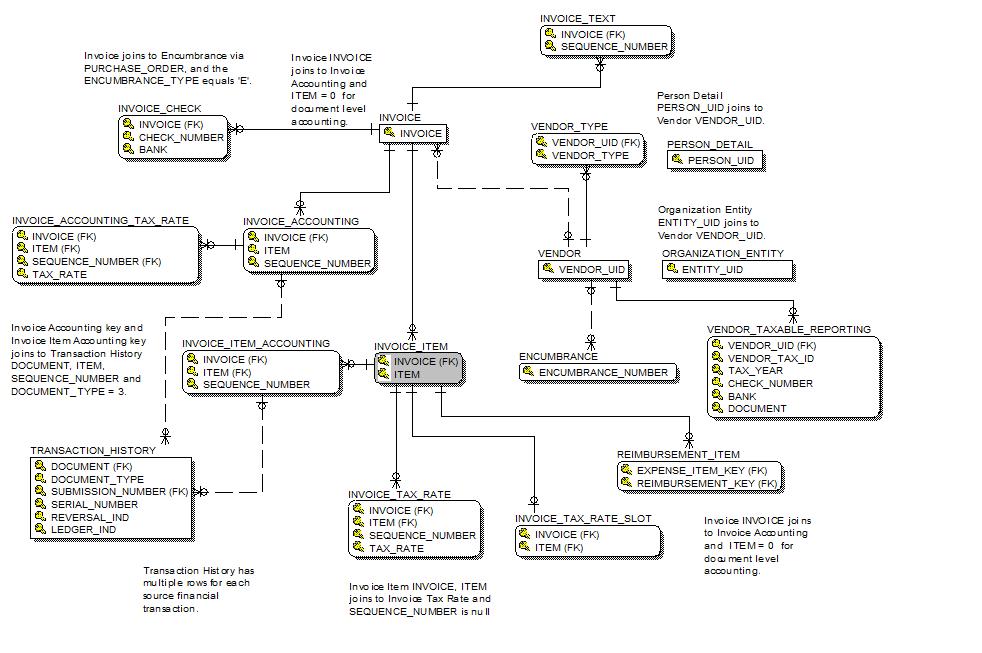 INVOICE_TEXT
INVOICE (FK)
SEQUENCE_NUMBER
Invoice joins to Encumbrance via
PURCHASE_ORDER, and the
ENCUMBRANCE_TYPE equals 'E'.
Invoice INVOICE
joins to Invoice
Accounting and
ITEM = 0 for
document level
accounting.
Person Detail
PERSON_UID joins to
Vendor VENDOR_UID.
INVOICE_CHECK
INVOICE (FK)
CHECK_NUMBER
BANK
INVOICE
INVOICE
VENDOR_TYPE
VENDOR_UID (FK)
VENDOR_TYPE
PERSON_DETAIL
PERSON_UID
Organization Entity
ENTITY_UID joins to
Vendor VENDOR_UID.
INVOICE_ACCOUNTING_TAX_RATE
INVOICE (FK)
ITEM (FK)
SEQUENCE_NUMBER (FK)
TAX_RATE
INVOICE_ACCOUNTING
INVOICE (FK)
ITEM
SEQUENCE_NUMBER
VENDOR
VENDOR_UID
ORGANIZATION_ENTITY
ENTITY_UID
Invoice Accounting key and
Invoice Item Accounting key
joins to Transaction History
DOCUMENT, ITEM,
SEQUENCE_NUMBER and
DOCUMENT_TYPE = 3.
INVOICE_ITEM_ACCOUNTING
INVOICE (FK)
ITEM (FK)
SEQUENCE_NUMBER
INVOICE_ITEM
INVOICE (FK)
ITEM
ENCUMBRANCE
ENCUMBRANCE_NUMBER
VENDOR_TAXABLE_REPORTING
VENDOR_UID (FK)
VENDOR_TAX_ID
TAX_YEAR
CHECK_NUMBER
BANK
DOCUMENT
TRANSACTION_HISTORY
DOCUMENT (FK)
DOCUMENT_TYPE
SUBMISSION_NUMBER (FK)
SERIAL_NUMBER
REVERSAL_IND
LEDGER_IND
REIMBURSEMENT_ITEM
EXPENSE_ITEM_KEY (FK)
REIMBURSEMENT_KEY (FK)
INVOICE_TAX_RATE
INVOICE (FK)
ITEM (FK)
SEQUENCE_NUMBER
TAX_RATE
INVOICE_TAX_RATE_SLOT
INVOICE (FK)
ITEM (FK)
Invoice INVOICE joins
to Invoice Accounting
and ITEM = 0 for
document level
accounting.
Transaction History has
multiple rows for each
source financial
transaction.
Invoice Item INVOICE, ITEM
joins to Invoice Tax Rate and
SEQUENCE_NUMBER is null